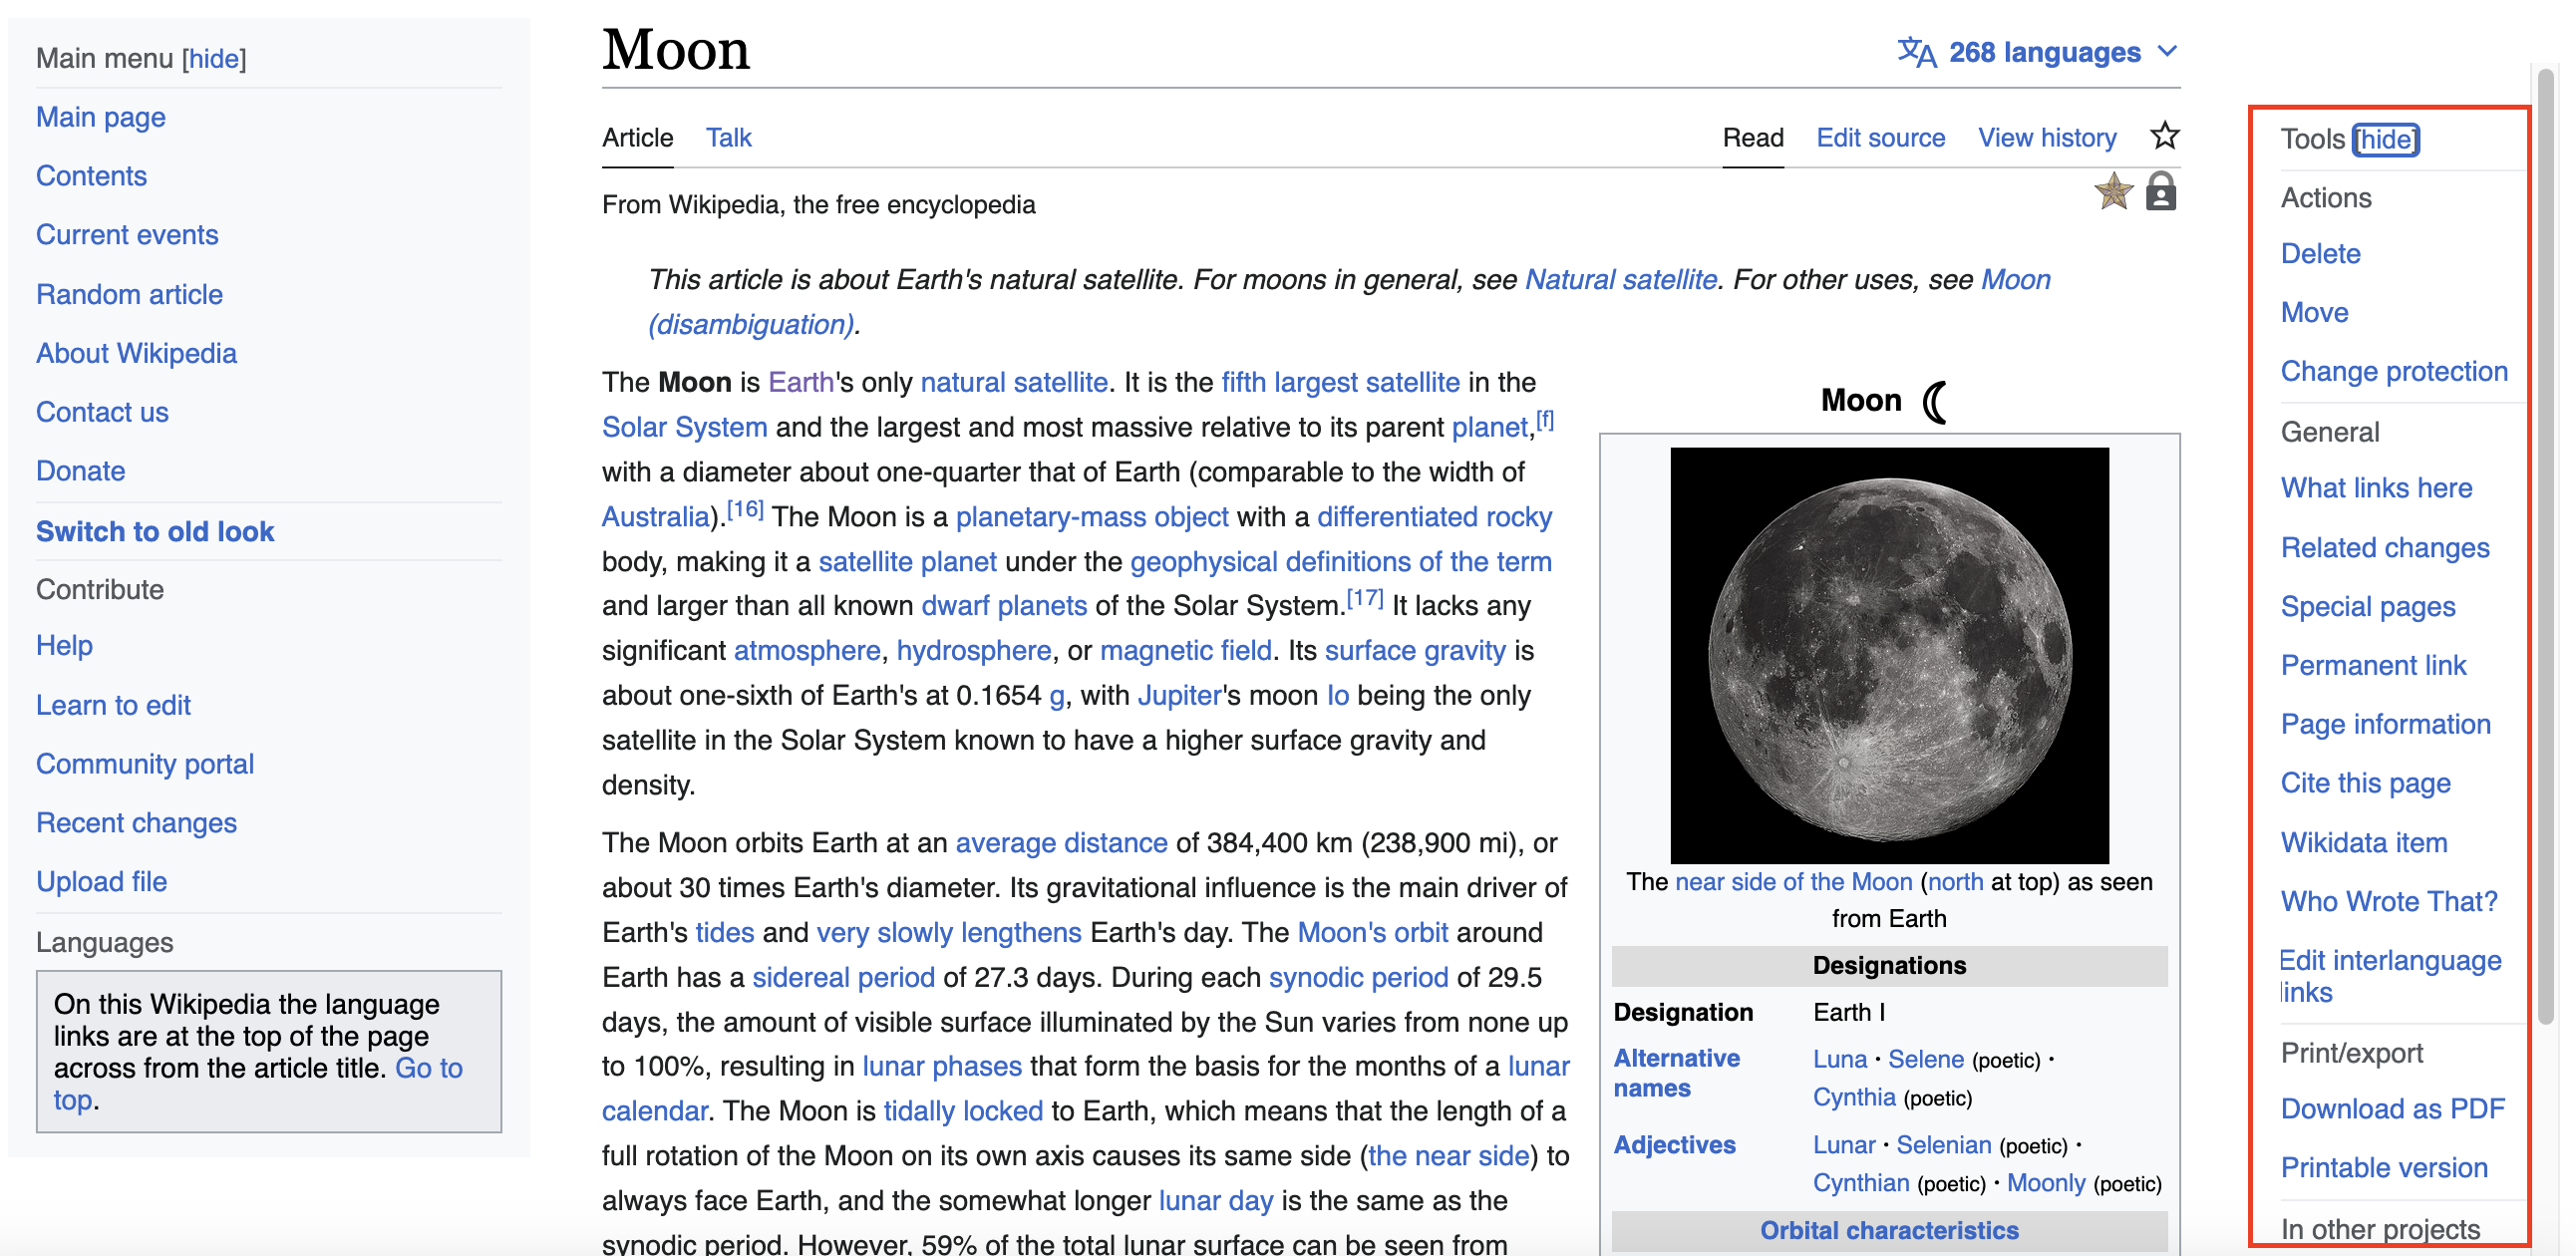 Main menu [hide]
Main page
Contents
Current events
Random article
About Wikipedia
Contact us
Donate
Switch to old look
Contribute
Help
Learn to edit
Community portal
Recent changes
Upload file
Languages
On this Wikipedia the language
links are at the top of the page
across from the article title. Go to
top.
Moon
268 languages
Article Talk
Read Edit source View history
From Wikipedia, the free encyclopedia
This article is about Earth's natural satellite. For moons in general, see Natural satellite. For other uses, see Moon
(disambiguation).
The Moon is Earth's only natural satellite. It is the fifth largest satellite in the
Solar System and the largest and most massive relative to its parent planet,[f]
with a diameter about one-quarter that of Earth (comparable to the width of
Australia).[16] The Moon is a planetary-mass object with a differentiated rocky
body, making it a satellite planet under the geophysical definitions of the term
and larger than all known dwarf planets of the Solar System.[17] It lacks any
significant atmosphere, hydrosphere, or magnetic field. Its surface gravity is
about one-sixth of Earth's at 0.1654 g, with Jupiter's moon Io being the only
satellite in the Solar System known to have a higher surface gravity and
density.
The Moon orbits Earth at an average distance of 384,400 km (238,900 mi), or
about 30 times Earth's diameter. Its gravitational influence is the main driver of
Earth's tides and very slowly lengthens Earth's day. The Moon's orbit around
Earth has a sidereal period of 27.3 days. During each synodic period of 29.5
days, the amount of visible surface illuminated by the Sun varies from none up
to 100%, resulting in lunar phases that form the basis for the months of a lunar
calendar. The Moon is tidally locked to Earth, which means that the length of a
full rotation of the Moon on its own axis causes its same side (the near side) to
always face Earth, and the somewhat longer lunar day is the same as the
synodic period. However, 59% of the total lunar surface can be seen from
Moon
The near side of the Moon (north at top) as seen
from Earth
Designations
Designation Earth I
Alternative
names
Luna • Selene (poetic) •
Cynthia (poetic)
Adjectives
Lunar • Selenian (poetic) •
Cynthian (poetic) • Moonly (poetic)
Orbital characteristics
Tools [hide]
Actions
Delete
Move
Change protection
General
What links here
Related changes
Special pages
Permanent link
Page information
Cite this page
Wikidata item
Who Wrote That?
Edit interlanguage
links
Print/export
Download as PDF
Printable version
In other projects